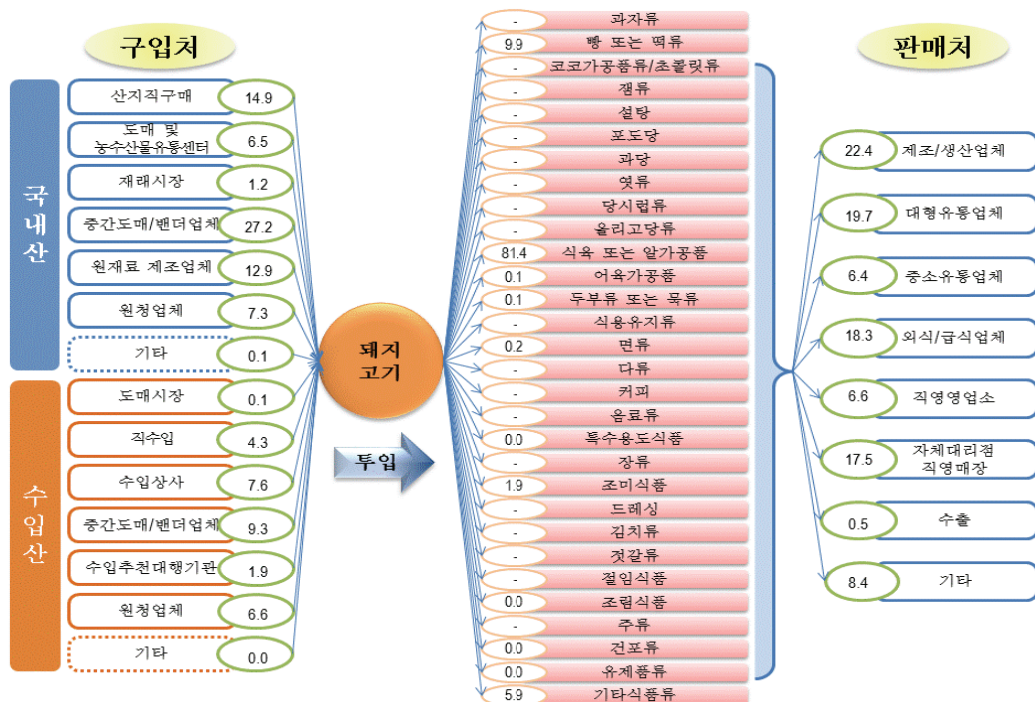 구입처
국내산
산지직구매 14.9
도매 및
농수산물유통센터 6.5
재래시장 1.2
중간도매/밴더업체 27.2
원재료 제조업체 12.9
원청업체 7.3
기타 0.1
수입산
도매시장 0.1
직수입 4.3
수입상사 7.6
중간도매/밴더업체 9.3
수입추천대행기관 1.9
원청업체 6.6
기타 0.0
돼지
고기
투입
- 과자류
9.9 빵 또는 떡류
- 코코가공품류/초콜릿류
- 잼류
- 설탕
- 포도당
- 과당
- 엿류
- 당시럽류
- 올리고당류
81.4 식육 또는 알가공품
0.1 어육가공품
0.1 두부류 또는 묵류
- 식용유지류
0.2 면류
- 다류
- 커피
- 음료류
0.0 특수용도식품
- 장류
1.9 조미식품
- 드레싱
- 김치류
- 젓갈류
- 절임식품
0.0 조림식품
- 주류
0.0 건포류
0.0 유제품류
5.9 기타식품류
판매처
22.4 제조/생산업체
19.7 대형유통업체
6.4 중소유통업체
18.3 외식/급식업체
6.6 직영영업소
17.5 자체대리점
직영매장
0.5 수출
8.4 기타